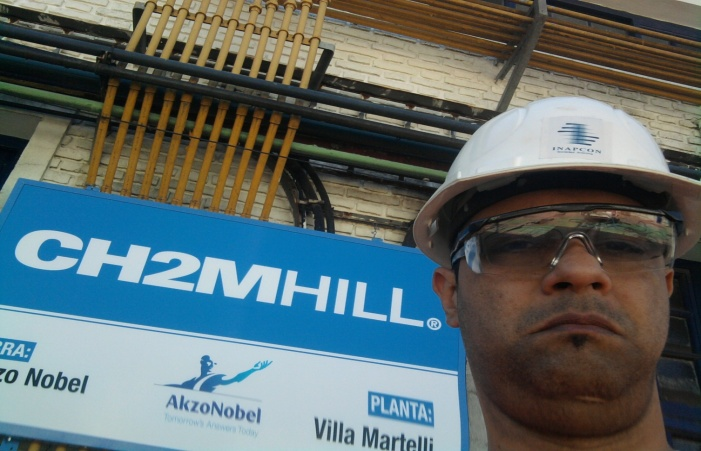 INAPCON
CH2MHILL®
RA:
zo Nobel
AkzoNobel
Tomorrow's Answers Today
PLANTA:
Villa Martelli